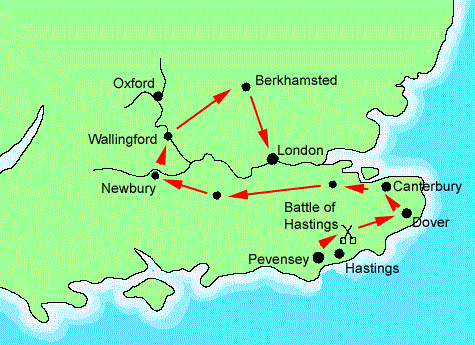 Oxford
Berkhamsted
Wallingford
London
Newbury
Canterbury
Battle of
Hastings
Dover
Pevensey
Hastings